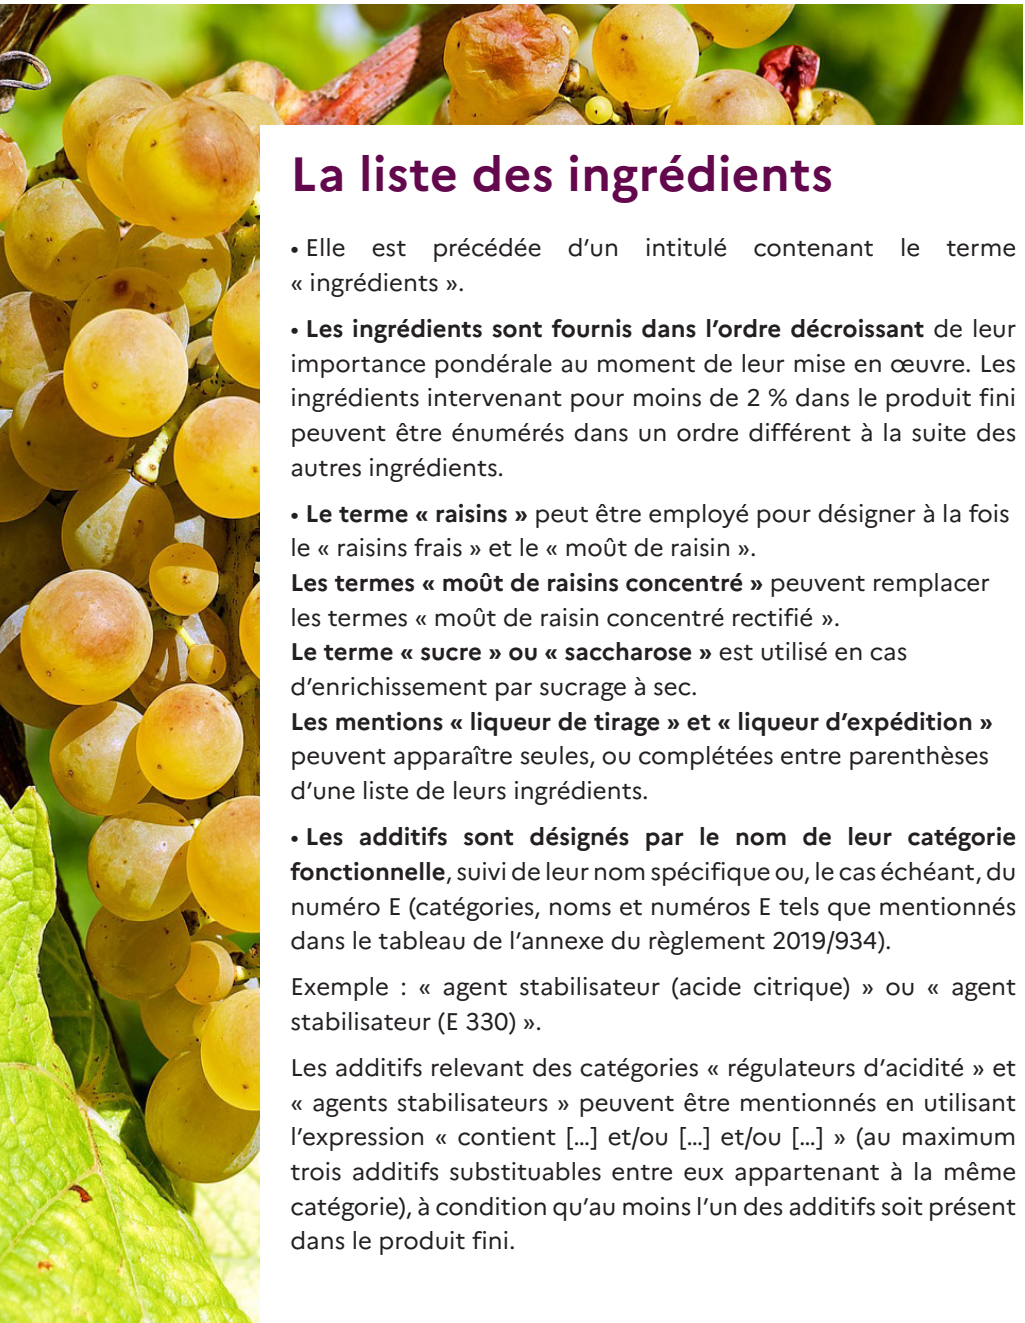 La liste des ingrédients
• Elle est précédée d’un intitulé contenant le terme
« ingrédients ».
• Les ingrédients sont fournis dans l’ordre décroissant de leur
importance pondérale au moment de leur mise en œuvre. Les
ingrédients intervenant pour moins de 2 % dans le produit fini
peuvent être énumérés dans un ordre différent à la suite des
autres ingrédients.
• Le terme « raisins » peut être employé pour désigner à la fois
le « raisins frais » et le « moût de raisin ».
Les termes « moût de raisins concentré » peuvent remplacer
les termes « moût de raisin concentré rectifié ».
Le terme « sucre » ou « saccharose » est utilisé en cas
d’enrichissement par sucrage à sec.
Les mentions « liqueur de tirage » et « liqueur d’expédition »
peuvent apparaître seules, ou complétées entre parenthèses
d’une liste de leurs ingrédients.
• Les additifs sont désignés par le nom de leur catégorie
fonctionnelle, suivi de leur nom spécifique ou, le cas échéant, du
numéro E (catégories, noms et numéros E tels que mentionnés
dans le tableau de l’annexe du règlement 2019/934).
Exemple : « agent stabilisateur (acide citrique) » ou « agent
stabilisateur (E 330) ».
Les additifs relevant des catégories « régulateurs d’acidité » et
« agents stabilisateurs » peuvent être mentionnés en utilisant
l’expression « contient […] et/ou […] et/ou […] » (au maximum
trois additifs substituables entre eux appartenant à la même
catégorie), à condition qu’au moins l’un des additifs soit présent
dans le produit fini.